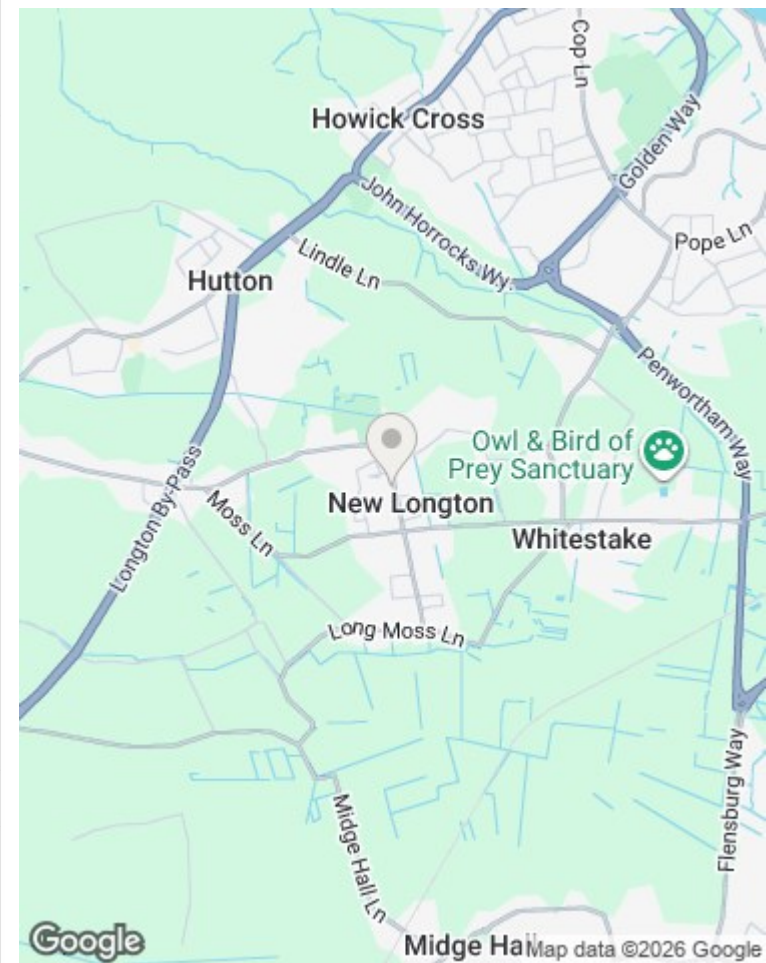 Cop Ln
Howick Cross
Golden Way
John Horrocks Wy.
Pope Ln
Lindle Ln
Hutton
Penwortham Way
Owl & Bird of
Prey Sanctuary
Longton By-Pass
New Longton
Moss Ln
Whitestake
Long Moss Ln
Flensburg Way
Midge Hall Ln
Google
Midge Hall
Map data ©2026 Google